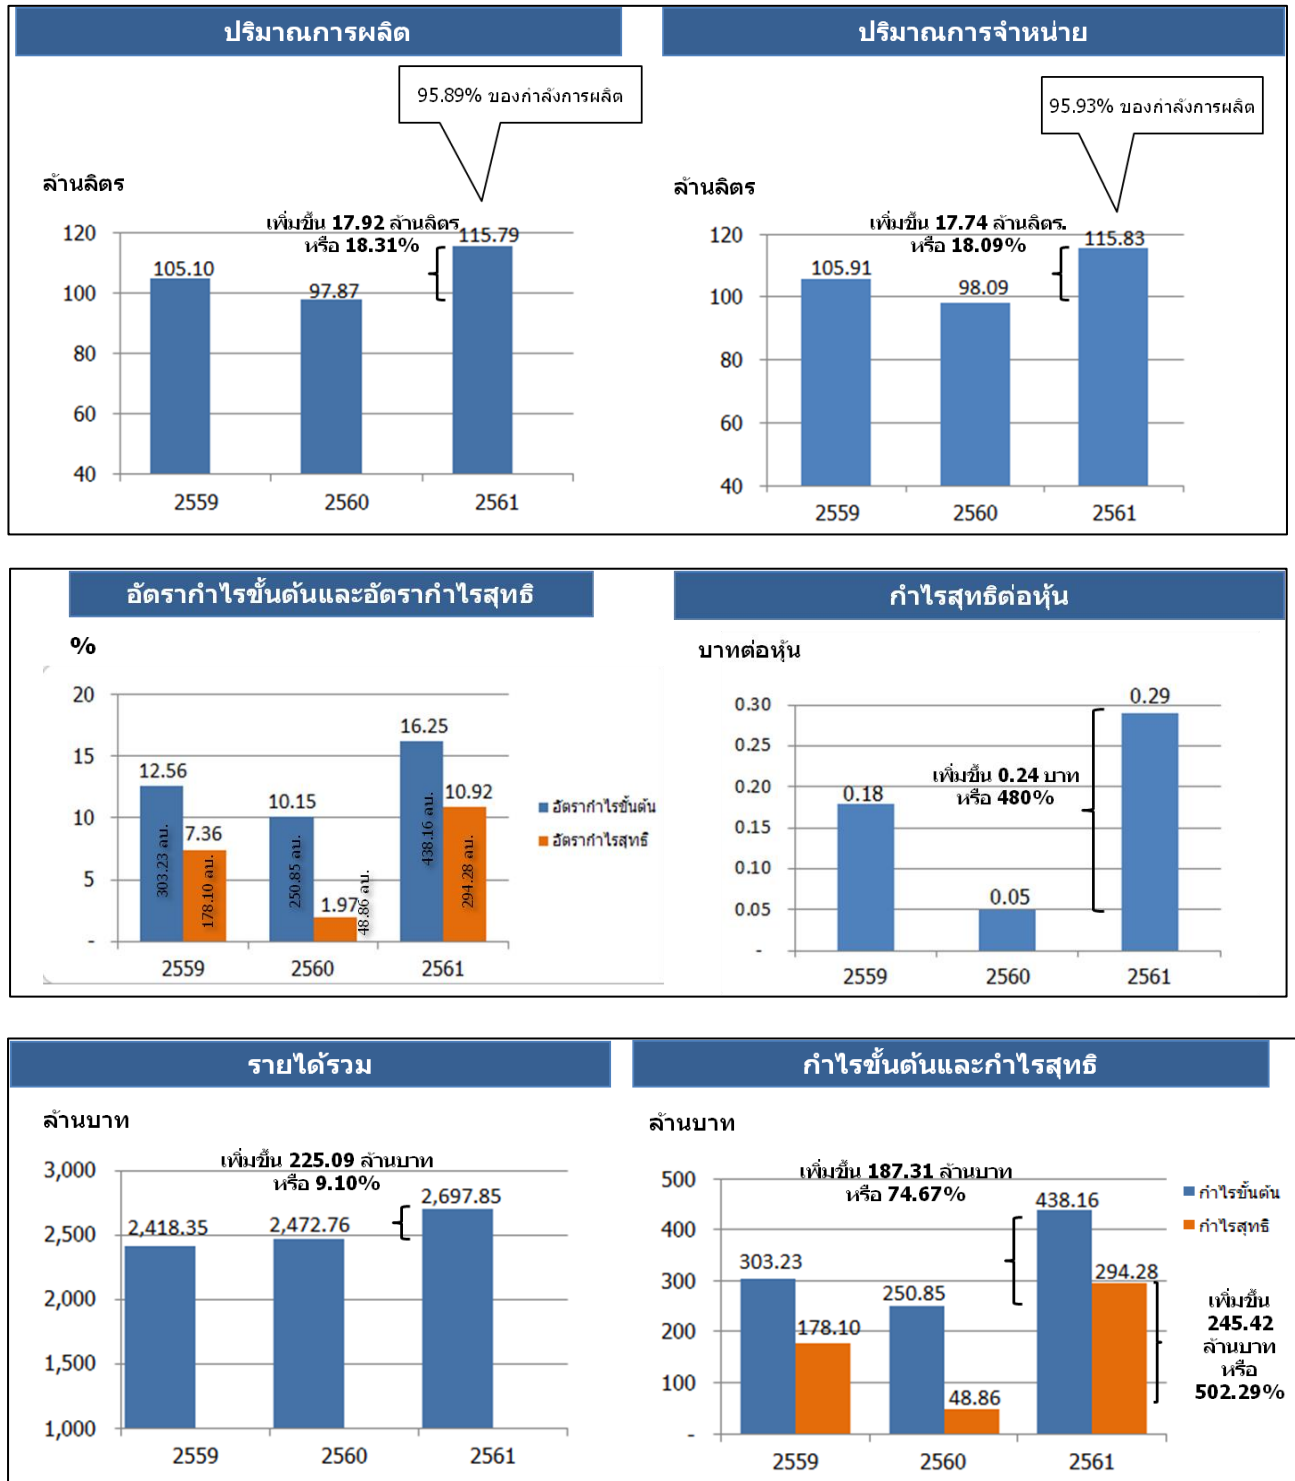 ปริมาณการผลิต
95.89% ของกำลังการผลิต
ล้านลิตร
เพิ่มขึ้น 17.92 ล้านลิตร
หรือ 18.31%
120
100
80
60
40
105.10
97.87
115.79
2559
2560
2561
ปริมาณการจำหน่าย
95.93% ของกำลังการผลิต
ล้านลิตร
เพิ่มขึ้น 17.74 ล้านลิตร.
หรือ 18.09%
120
100
80
60
40
105.91
98.09
115.83
2559
2560
2561
อัตรากำไรขั้นต้นและอัตรากำไรสุทธิ
%
20
15
10
5
-
12.56
7.36
10.15
1.97
16.25
10.92
303.23 ลบ.
178.10 ลบ.
250.85 ลบ.
48.86 ลบ.
438.16 ลบ.
294.28 ลบ.
อัตรากำไรขั้นต้น
อัตรากำไรสุทธิ
2559
2560
2561
กำไรสุทธิต่อหุ้น
บาทต่อหุ้น
0.30
0.25
0.20
0.15
0.10
0.05
-
เพิ่มขึ้น 0.24 บาท
หรือ 480%
0.18
0.05
0.29
2559
2560
2561
รายได้รวม
ล้านบาท
เพิ่มขึ้น 225.09 ล้านบาท
หรือ 9.10%
3,000
2,500
2,000
1,500
1,000
2,418.35
2,472.76
2,697.85
2559
2560
2561
กำไรขั้นต้นและกำไรสุทธิ
ล้านบาท
เพิ่มขึ้น 187.31 ล้านบาท
หรือ 74.67%
500
400
300
200
100
-
303.23
178.10
250.85
48.86
438.16
294.28
กำไรขั้นต้น
กำไรสุทธิ
เพิ่มขึ้น
245.42
ล้านบาท
หรือ
502.29%
2559
2560
2561